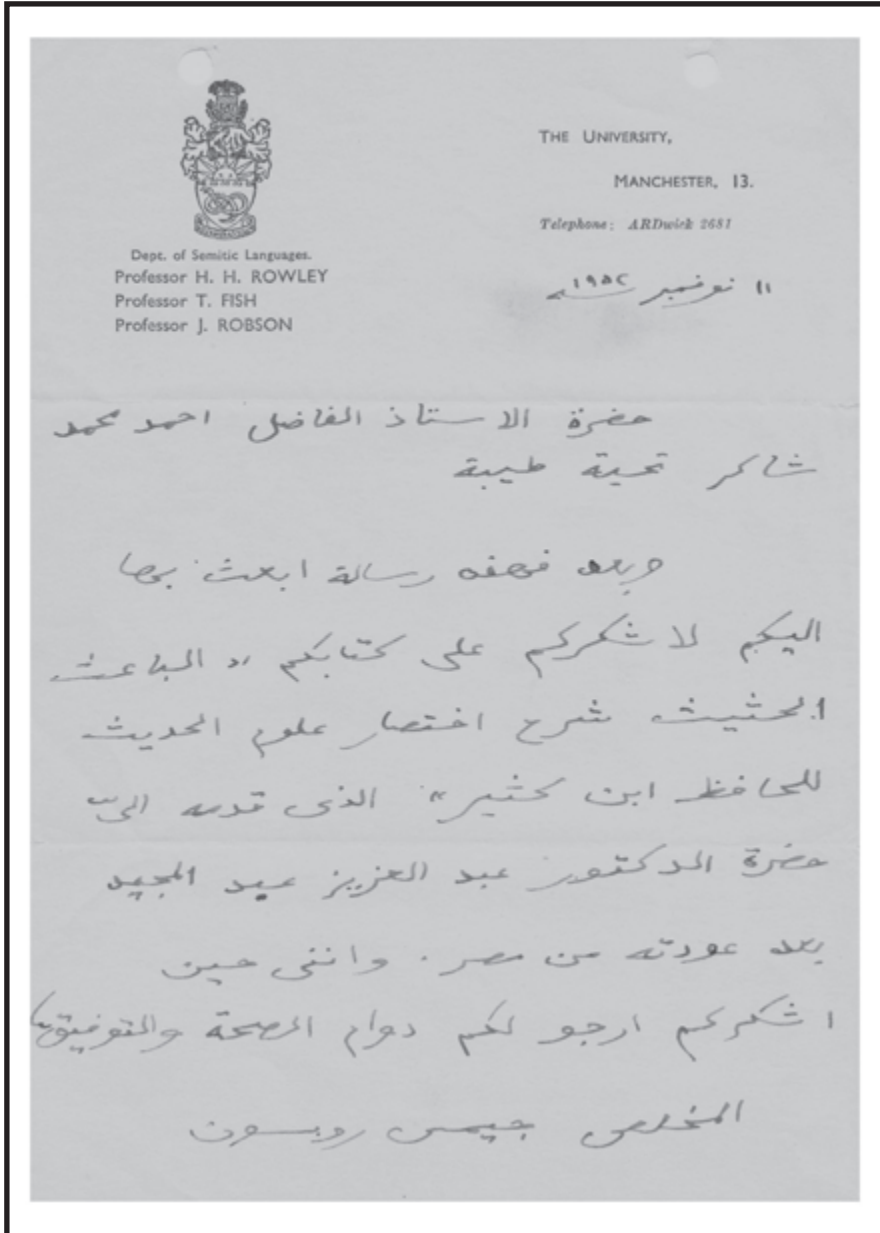 THE UNIVERSITY,
MANCHESTER, 13.
Telephone: ARDwick 2681
Dept. of Semitic Languages.
Professor H. H. ROWLEY
Professor T. FISH
Professor J. ROBSON
١١ نوفمبر ١٩٥٢م
حضرة الاستاذ الفاضل احمد محمد
شاكر تحية طيبة
وبعد فهذه رسالة ابعث بها
اليكم لاشكركم على كتابكم "الباعث
الحثيث شرح اختصار علوم الحديث
للحافظ ابن كثير" الذى قدمه الىّ
حضرة الدكتور عبد العزيز عبد المجيد
بعد عودته من مصر. وانني حين
اشكركم ارجو لكم دوام الصحة والتوفيق
المخلص جيمس روبسون